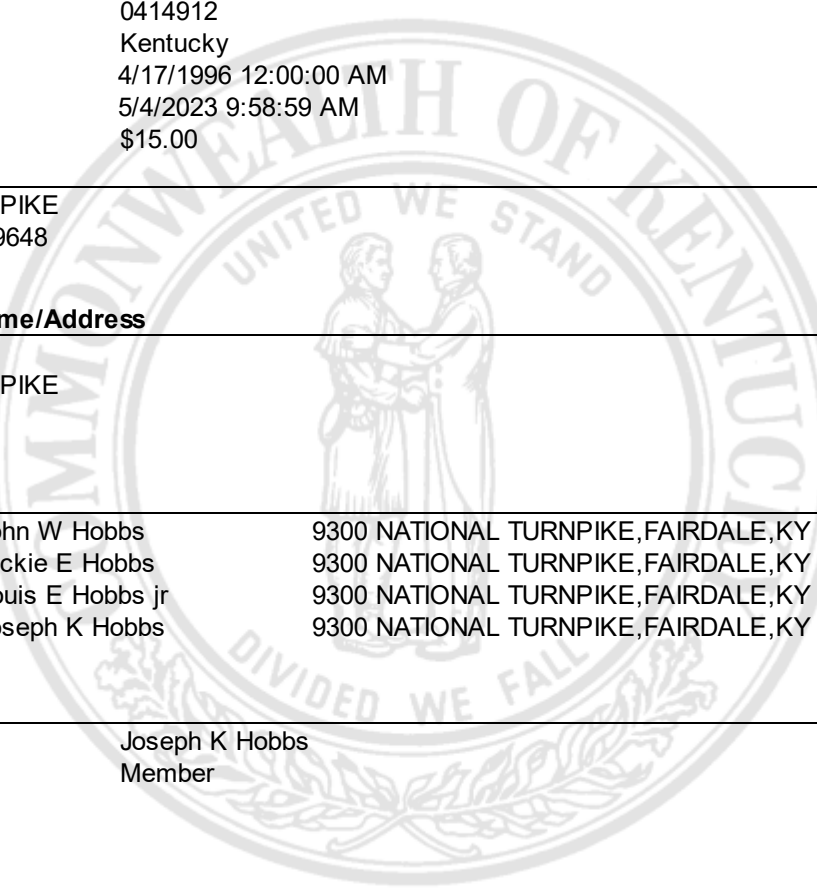 0414912
Kentucky
4/17/1996 12:00:00 AM
5/4/2023 9:58:59 AM
$15.00
PIKE
9648
me/Address
PIKE
ohn W Hobbs 9300 NATIONAL TURNPIKE,FAIRDALE,KY
ckie E Hobbs 9300 NATIONAL TURNPIKE,FAIRDALE,KY
ouis E Hobbs jr 9300 NATIONAL TURNPIKE,FAIRDALE,KY
oseph K Hobbs 9300 NATIONAL TURNPIKE,FAIRDALE,KY
Joseph K Hobbs
Member
COMMONWEALTH OF KENTUCKY
UNITED WE STAND
DIVIDED WE FALL